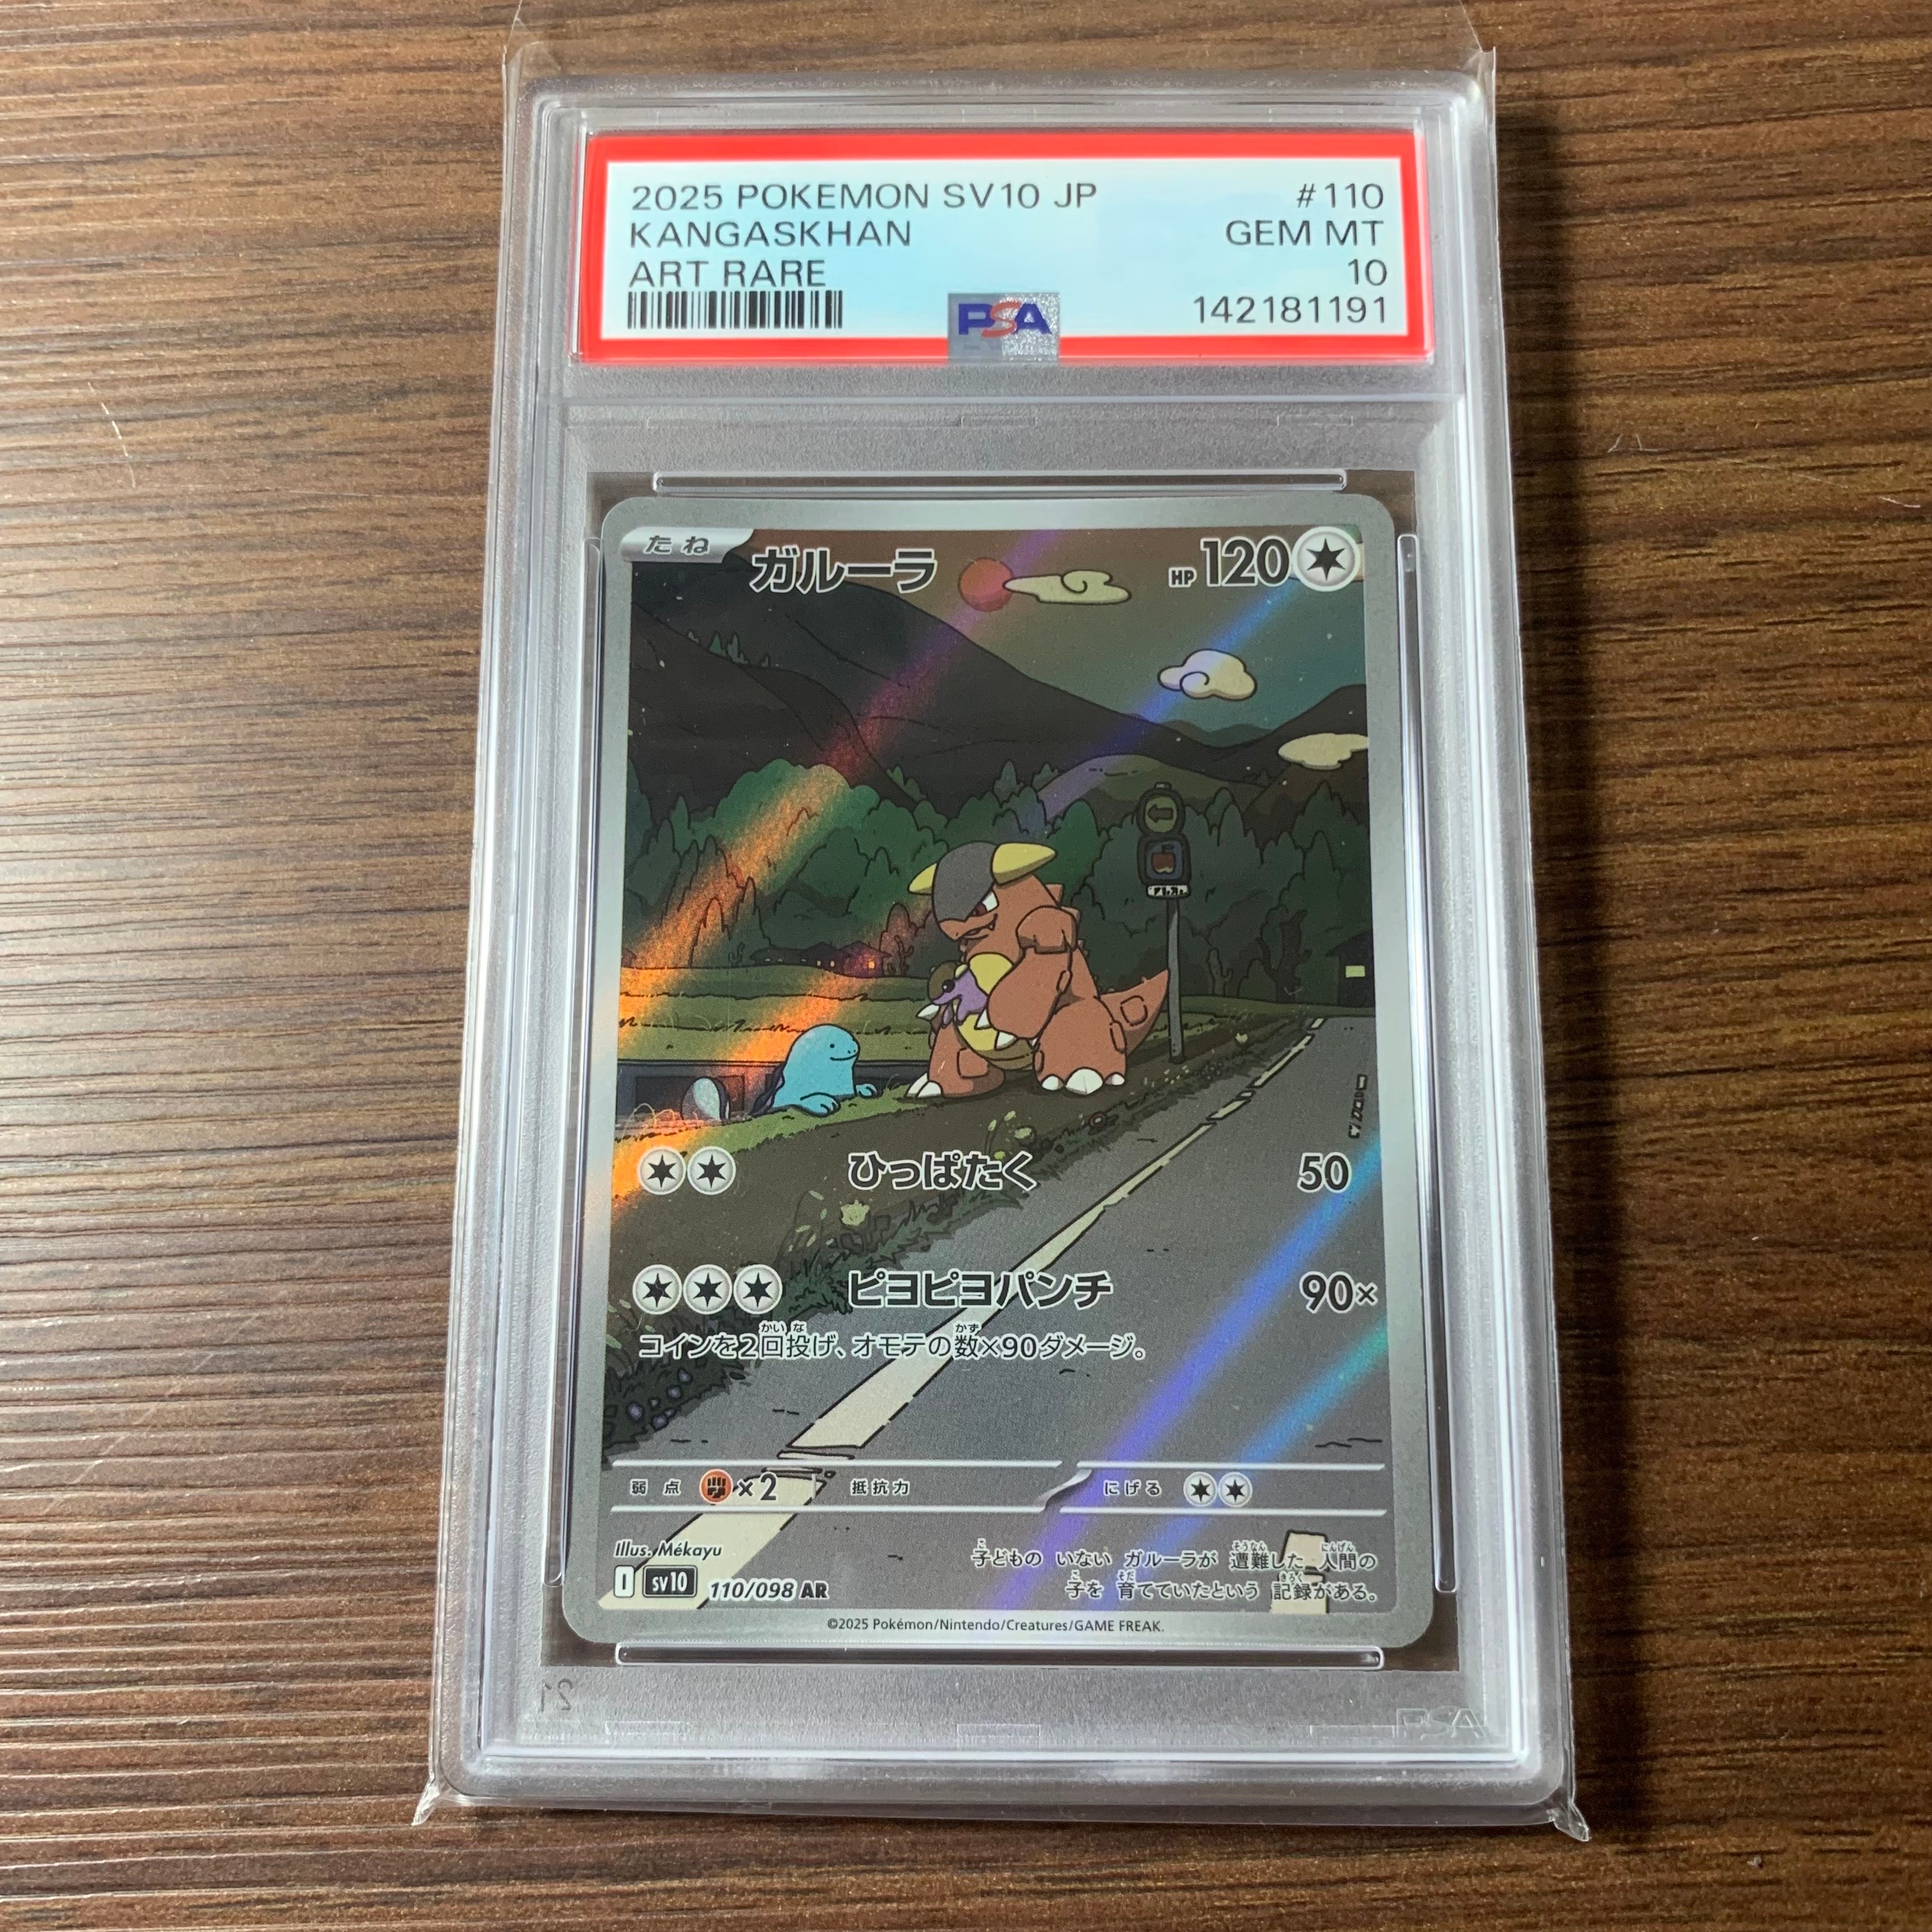 2025 POKEMON SV10 JP #110
KANGASKHAN GEM MT
ART RARE 10
142181191
PSA
たね ガルーラ HP 120
ひっぱたく 50
ピヨピヨパンチ 90×
コインを2回投げ、オモテの数×90ダメージ。
弱点 ×2 抵抗力 にげる
Illus. Mékayu
子どもの いない ガルーラが 遭難した 人間の
子を 育てていたという 記録がある。
I SV10 110/098 AR
©2025 Pokémon/Nintendo/Creatures/GAME FREAK.
21
PSA